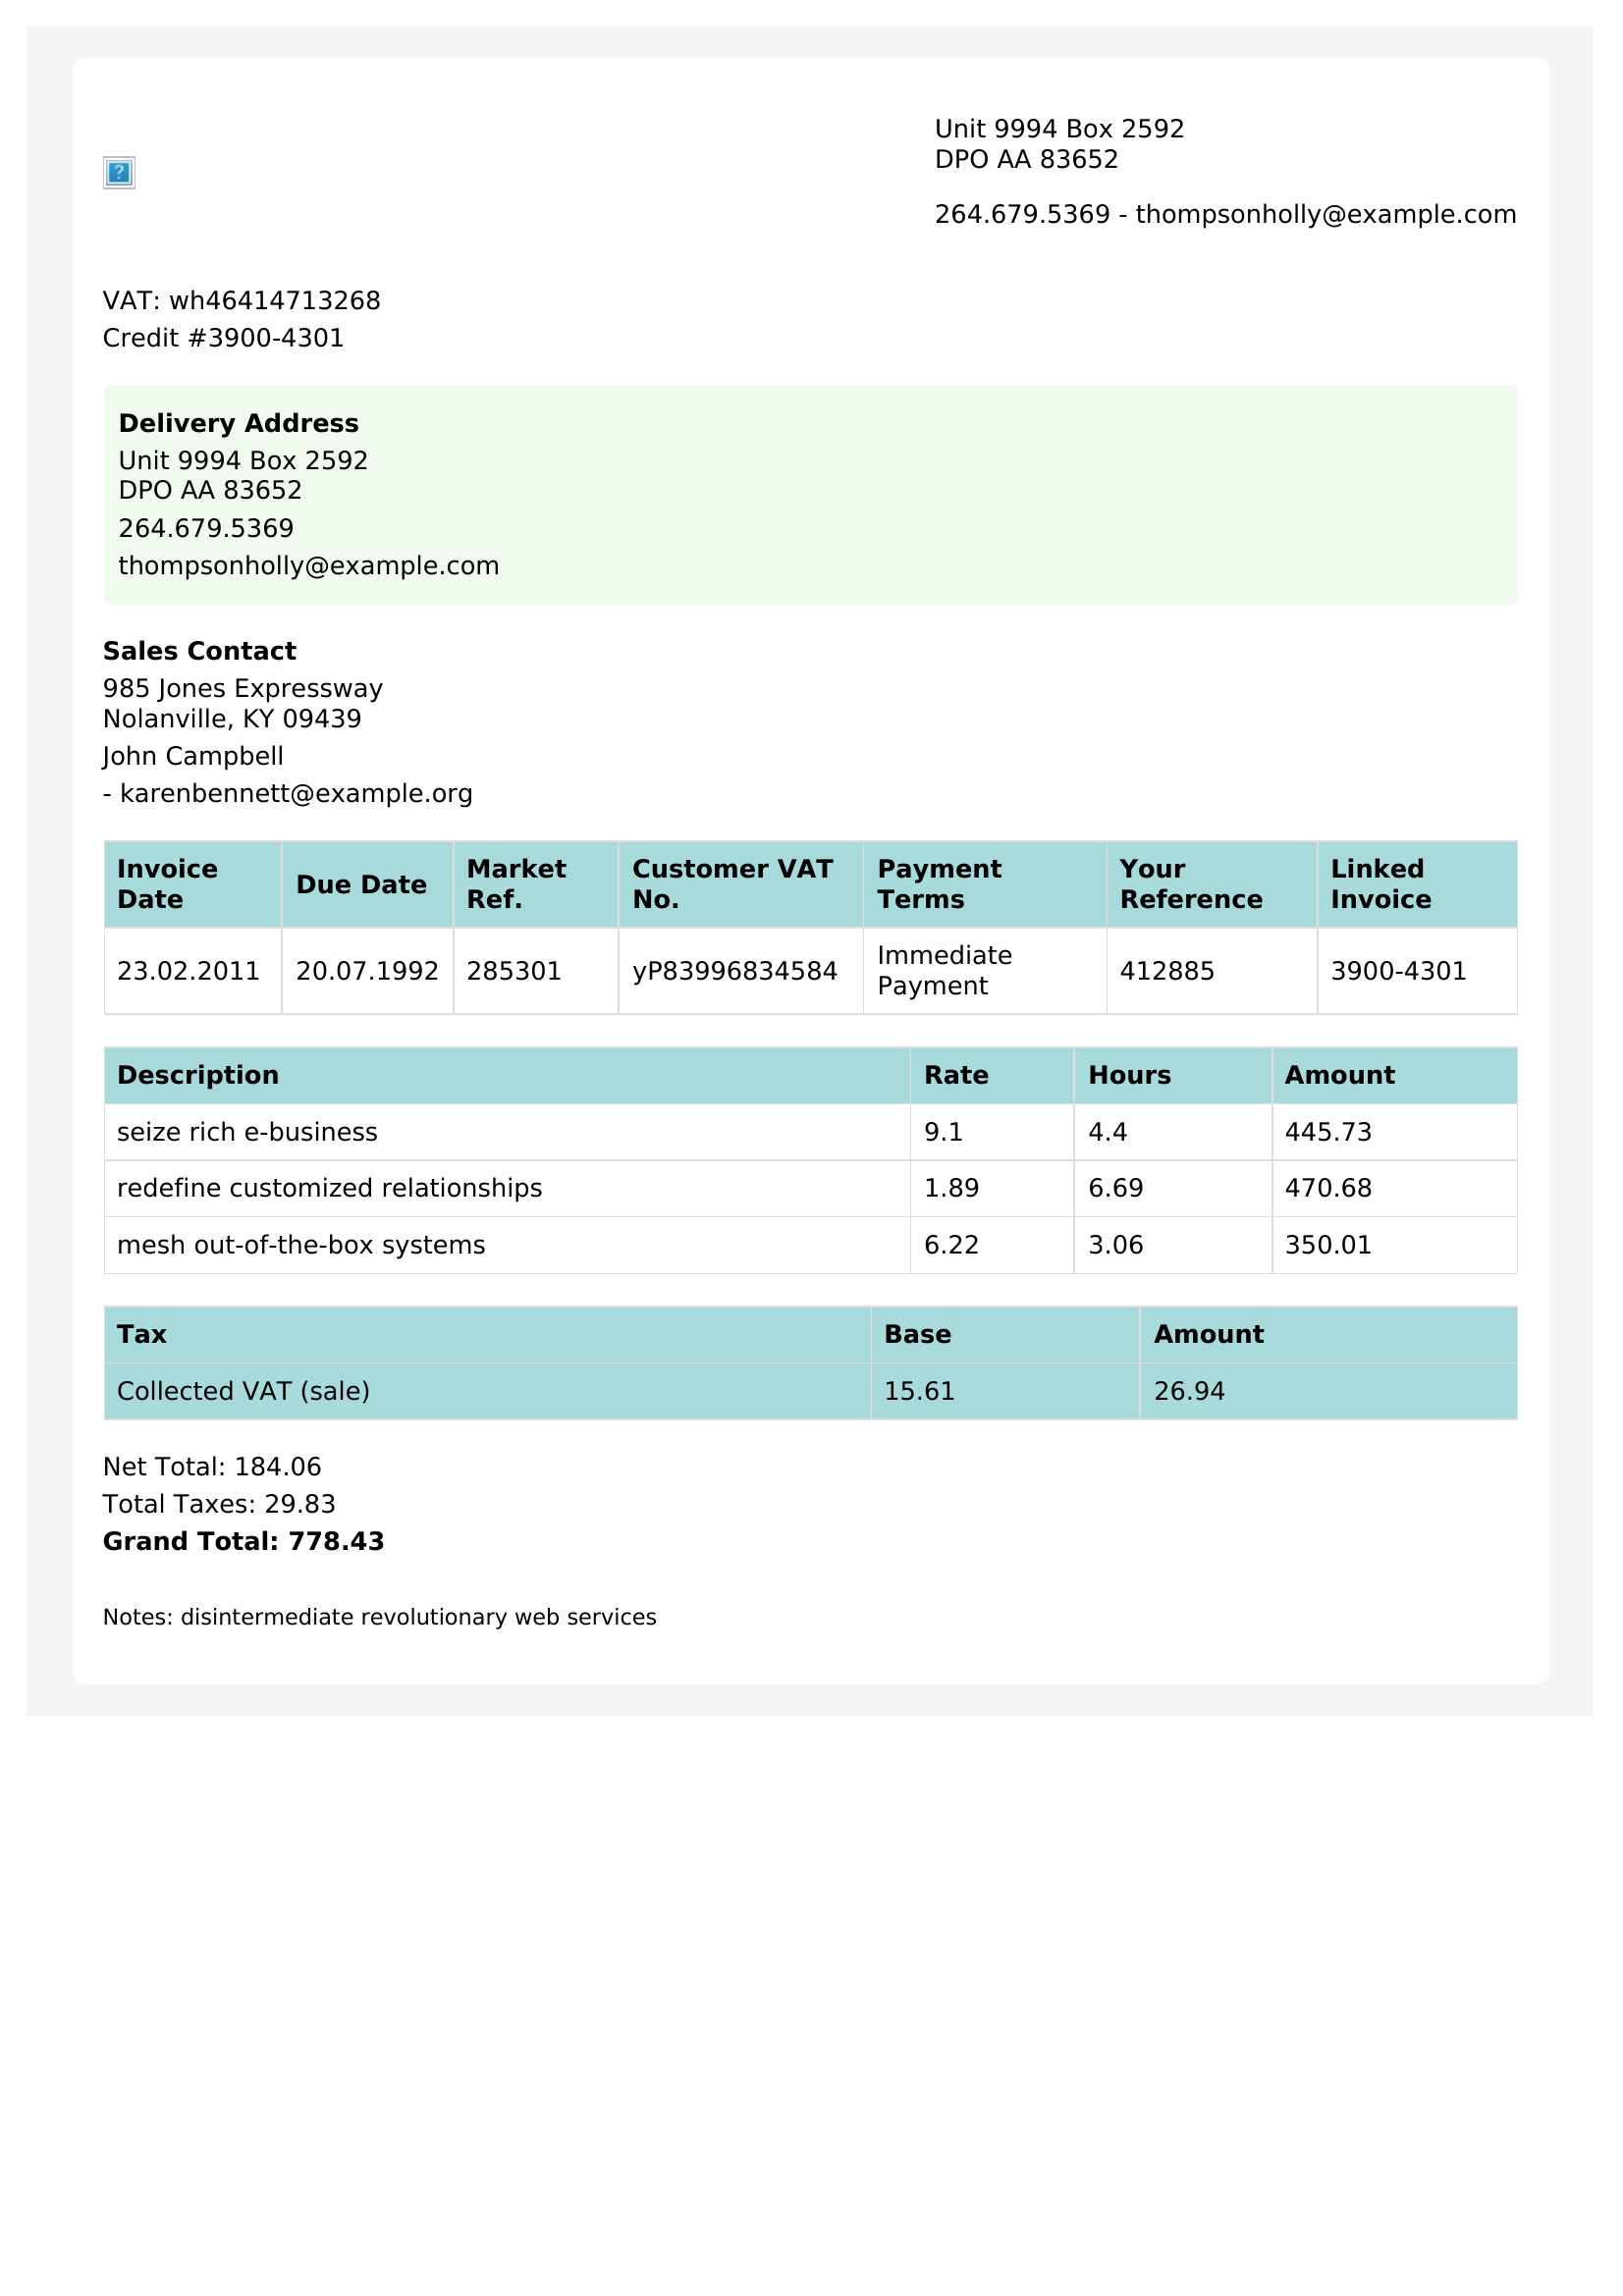 Unit 9994 Box 2592
DPO AA 83652
264.679.5369 - thompsonholly@example.com
VAT: wh46414713268
Credit #3900-4301
Delivery Address
Unit 9994 Box 2592
DPO AA 83652
264.679.5369
thompsonholly@example.com
Sales Contact
985 Jones Expressway
Nolanville, KY 09439
John Campbell
- karenbennett@example.org
Invoice Date Due Date Market Ref. Customer VAT No. Payment Terms Your Reference Linked Invoice
23.02.2011 20.07.1992 285301 yP83996834584 Immediate Payment 412885 3900-4301
Description Rate Hours Amount
seize rich e-business 9.1 4.4 445.73
redefine customized relationships 1.89 6.69 470.68
mesh out-of-the-box systems 6.22 3.06 350.01
Tax Base Amount
Collected VAT (sale) 15.61 26.94
Net Total: 184.06
Total Taxes: 29.83
Grand Total: 778.43
Notes: disintermediate revolutionary web services